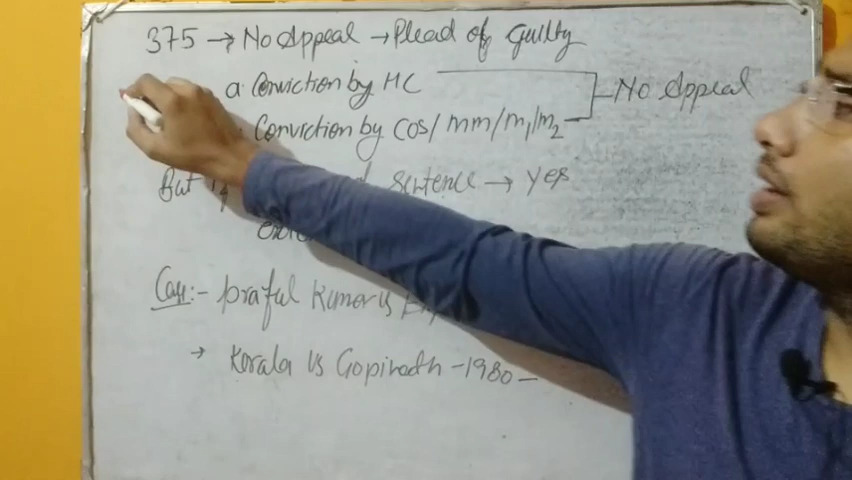 375 → No Appeal → Plead of Guilty
a. Conviction by HC
No Appeal
Conviction by COS/MM/M1/M2
But sentence → yes
Case:- praful Kumar vs
→ Kerala Vs Gopinath - 1980 -